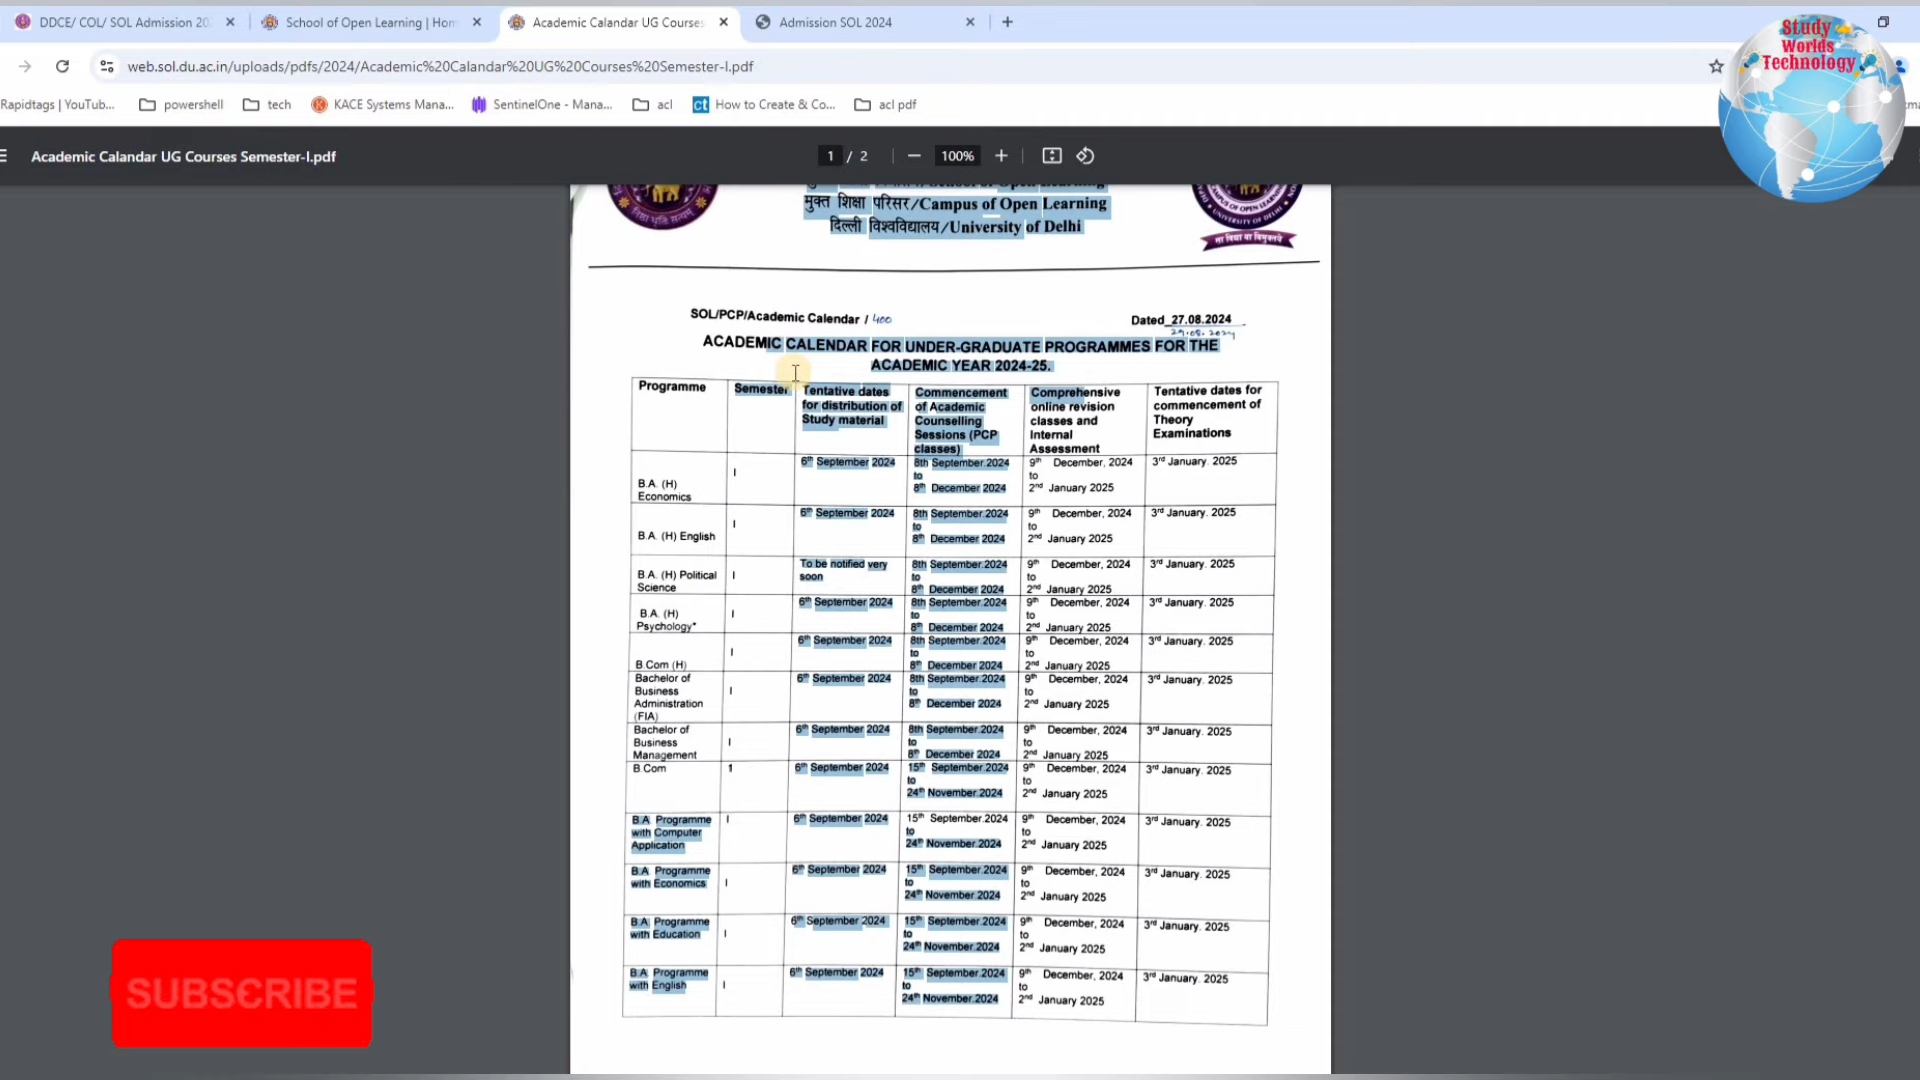 DDCE/ COL/ SOL Admission 20
School of Open Learning | Hom
Academic Calandar UG Courses
Admission SOL 2024
web.sol.du.ac.in/uploads/pdfs/2024/Academic%20Calandar%20UG%20Courses%20Semester-I.pdf
Rapidtags | YouTub...
powershell
tech
KACE Systems Mana...
SentinelOne - Mana...
acl
ct How to Create & Co...
acl pdf
Study
Worlds
Technology
Academic Calandar UG Courses Semester-I.pdf
1 / 2
100%
मुक्त शिक्षा परिसर/Campus of Open Learning
दिल्ली विश्वविद्यालय/University of Delhi
SOL/PCP/Academic Calendar / 400
Dated 27.08.2024
29.08.2024
ACADEMIC CALENDAR FOR UNDER-GRADUATE PROGRAMMES FOR THE
ACADEMIC YEAR 2024-25.
Programme
Semester
Tentative dates
for distribution of
Study material
Commencement
of Academic
Counselling
Sessions (PCP
classes)
Comprehensive
online revision
classes and
Internal
Assessment
Tentative dates for
commencement of
Theory
Examinations
B.A. (H)
Economics
I
6th September 2024
8th September.2024
to
8th December 2024
9th December, 2024
to
2nd January 2025
3rd January. 2025
B.A. (H) English
I
6th September 2024
8th September.2024
to
8th December 2024
9th December, 2024
to
2nd January 2025
3rd January. 2025
B.A. (H) Political
Science
I
To be notified very
soon
8th September.2024
to
8th December 2024
9th December, 2024
to
2nd January 2025
3rd January. 2025
B.A. (H)
Psychology*
I
6th September 2024
8th September.2024
to
8th December 2024
9th December, 2024
to
2nd January 2025
3rd January. 2025
B.Com (H)
I
6th September 2024
8th September.2024
to
8th December 2024
9th December, 2024
to
2nd January 2025
3rd January. 2025
Bachelor of
Business
Administration
(FIA)
I
6th September 2024
8th September.2024
to
8th December 2024
9th December, 2024
to
2nd January 2025
3rd January. 2025
Bachelor of
Business
Management
I
6th September 2024
8th September.2024
to
8th December 2024
9th December, 2024
to
2nd January 2025
3rd January. 2025
B.Com
1
6th September 2024
15th September.2024
to
24th November.2024
9th December, 2024
to
2nd January 2025
3rd January. 2025
B.A Programme
with Computer
Application
I
6th September 2024
15th September.2024
to
24th November.2024
9th December, 2024
to
2nd January 2025
3rd January. 2025
B.A Programme
with Economics
I
6th September 2024
15th September.2024
to
24th November.2024
9th December, 2024
to
2nd January 2025
3rd January. 2025
B.A Programme
with Education
I
6th September 2024
15th September.2024
to
24th November.2024
9th December, 2024
to
2nd January 2025
3rd January. 2025
B.A Programme
with English
I
6th September 2024
15th September.2024
to
24th November.2024
9th December, 2024
to
2nd January 2025
3rd January. 2025
SUBSCRIBE